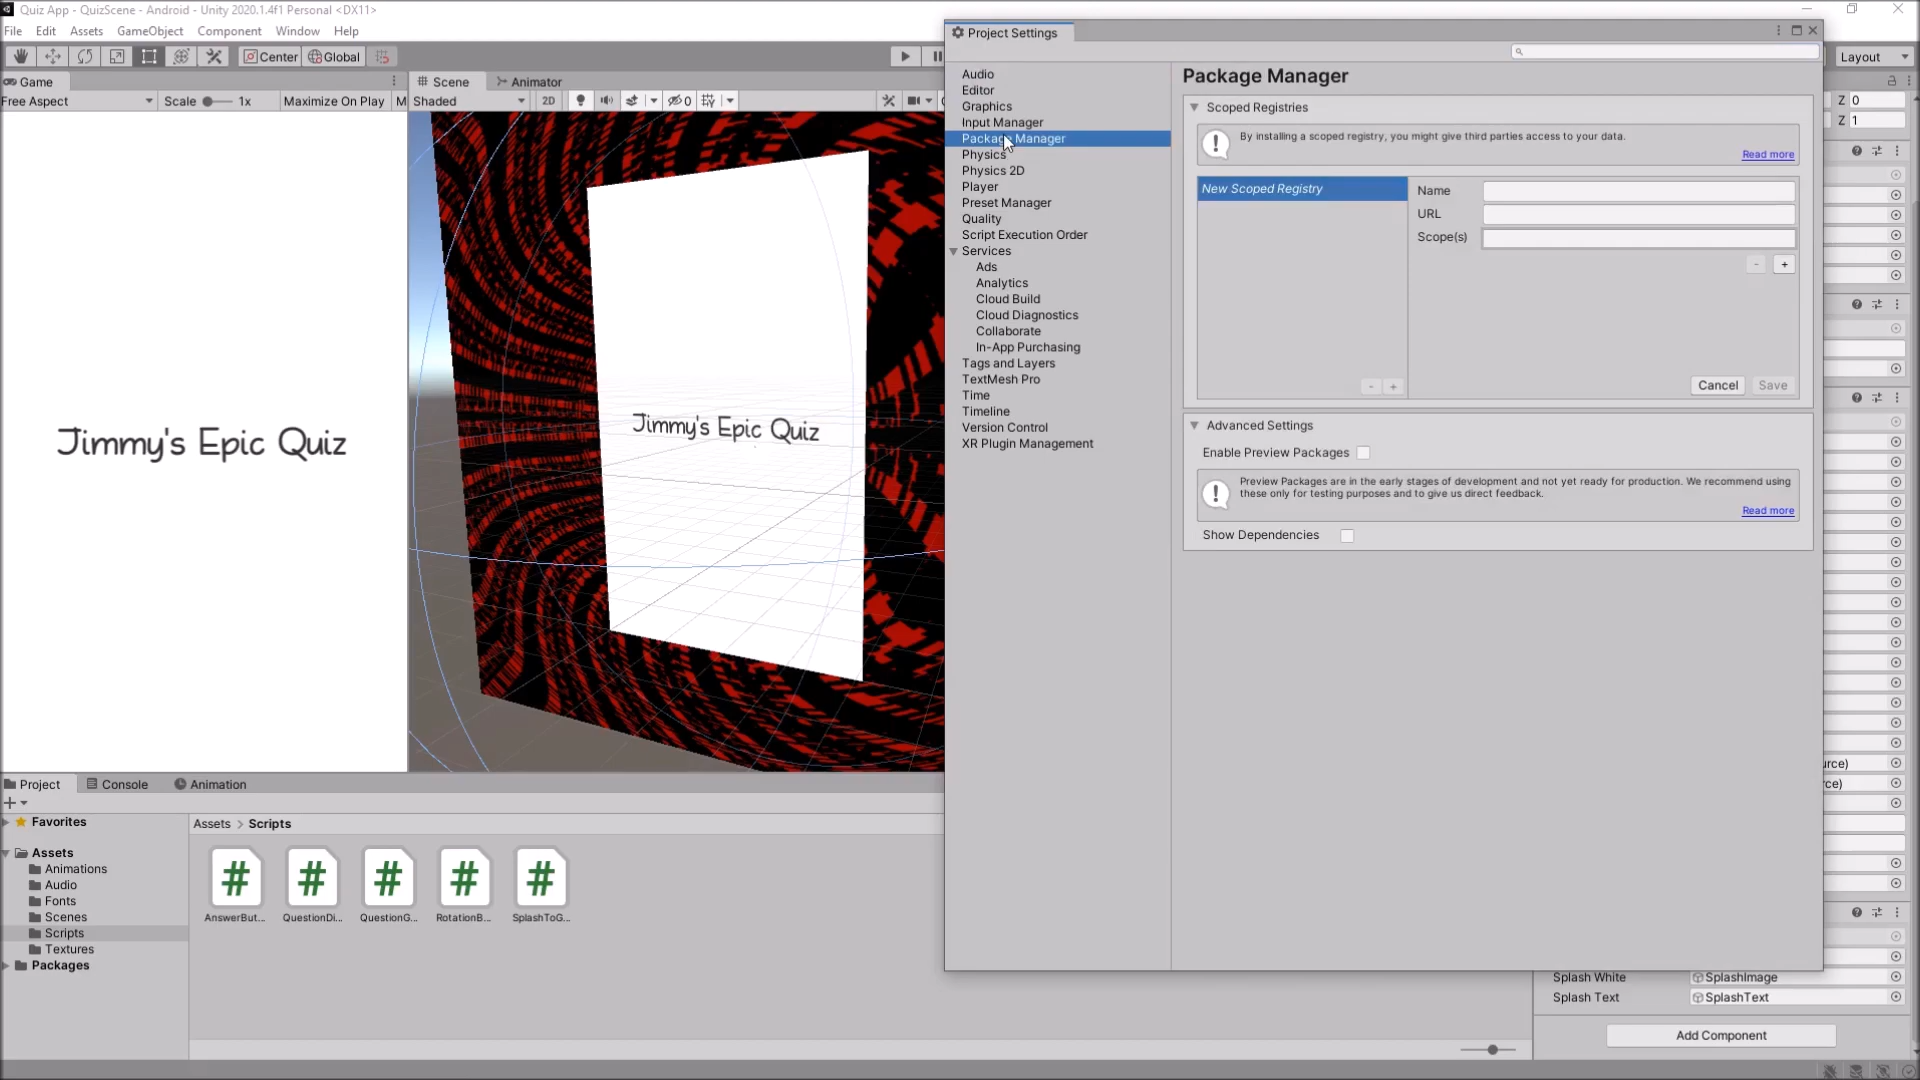 Quiz App - QuizScene - Android - Unity 2020.1.4f1 Personal <DX11>
File Edit Assets GameObject Component Window Help
Center Global
Layout
Game
Free Aspect Scale 1x Maximize On Play M
Scene Animator
Shaded 2D 0
Jimmy's Epic Quiz
Jimmy's Epic Quiz
Project Settings
Audio
Editor
Graphics
Input Manager
Package Manager
Physics
Physics 2D
Player
Preset Manager
Quality
Script Execution Order
Services
Ads
Analytics
Cloud Build
Cloud Diagnostics
Collaborate
In-App Purchasing
Tags and Layers
TextMesh Pro
Time
Timeline
Version Control
XR Plugin Management
Package Manager
Scoped Registries
By installing a scoped registry, you might give third parties access to your data.
Read more
New Scoped Registry
Name
URL
Scope(s)
- +
- +
Cancel Save
Advanced Settings
Enable Preview Packages
Preview Packages are in the early stages of development and not yet ready for production. We recommend using
these only for testing purposes and to give us direct feedback.
Read more
Show Dependencies
Z 0
Z 1
urce)
ce)
Splash White SplashImage
Splash Text SplashText
Add Component
Project Console Animation
Favorites
Assets
Animations
Audio
Fonts
Scenes
Scripts
Textures
Packages
Assets > Scripts
# # # # #
AnswerBut... QuestionDi... QuestionG... RotationB... SplashToG...